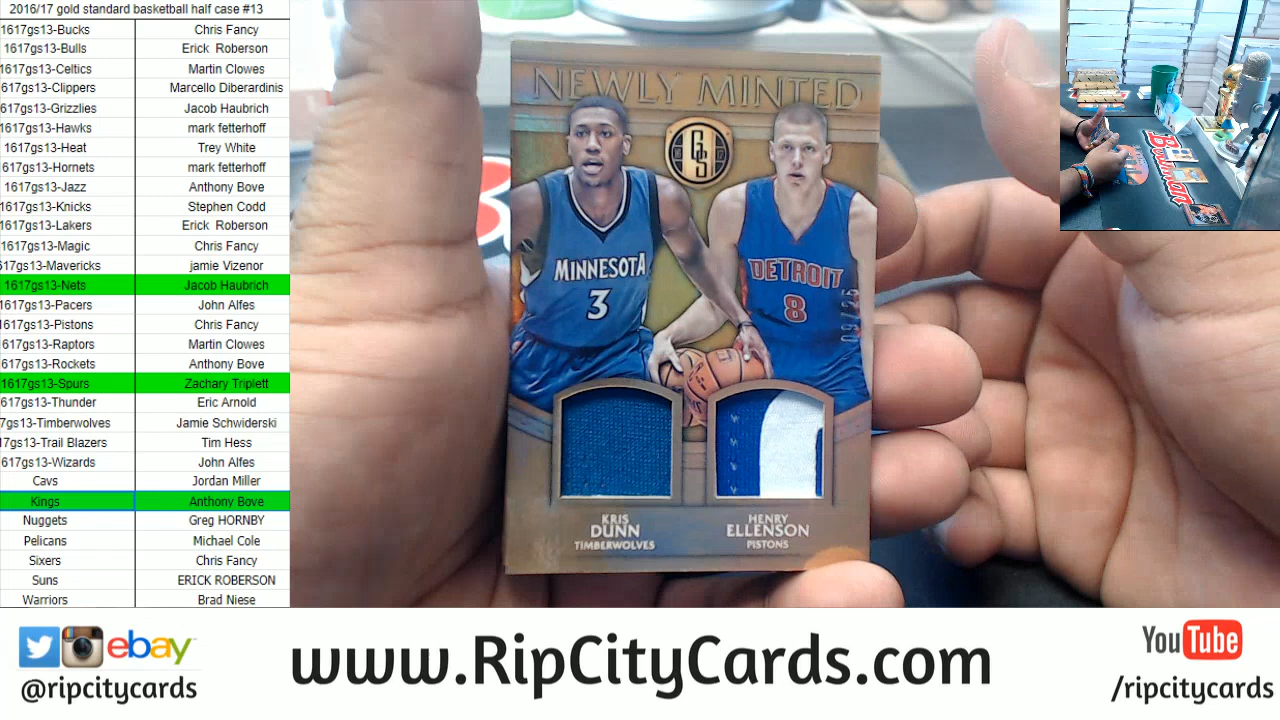 2016/17 gold standard basketball half case #13
1617gs13-Bucks Chris Fancy
1617gs13-Bulls Erick Roberson
1617gs13-Celtics Martin Clowes
617gs13-Clippers Marcello Diberardinis
617gs13-Grizzlies Jacob Haubrich
1617gs13-Hawks mark fetterhoff
1617gs13-Heat Trey White
1617gs13-Hornets mark fetterhoff
1617gs13-Jazz Anthony Bove
1617gs13-Knicks Stephen Codd
1617gs13-Lakers Erick Roberson
1617gs13-Magic Chris Fancy
617gs13-Mavericks jamie Vizenor
1617gs13-Nets Jacob Haubrich
1617gs13-Pacers John Alfes
1617gs13-Pistons Chris Fancy
1617gs13-Raptors Martin Clowes
617gs13-Rockets Anthony Bove
1617gs13-Spurs Zachary Triplett
617gs13-Thunder Eric Arnold
7gs13-Timberwolves Jamie Schwiderski
17gs13-Trail Blazers Tim Hess
617gs13-Wizards John Alfes
Cavs Jordan Miller
Kings Anthony Bove
Nuggets Greg HORNBY
Pelicans Michael Cole
Sixers Chris Fancy
Suns ERICK ROBERSON
Warriors Brad Niese
NEWLY MINTED
16 GS 17
MINNESOTA
3
DETROIT
8
09/25
KRIS
DUNN
TIMBERWOLVES
HENRY
ELLENSON
PISTONS
Bowman
ebay
@ripcitycards
www.RipCityCards.com
YouTube
/ripcitycards